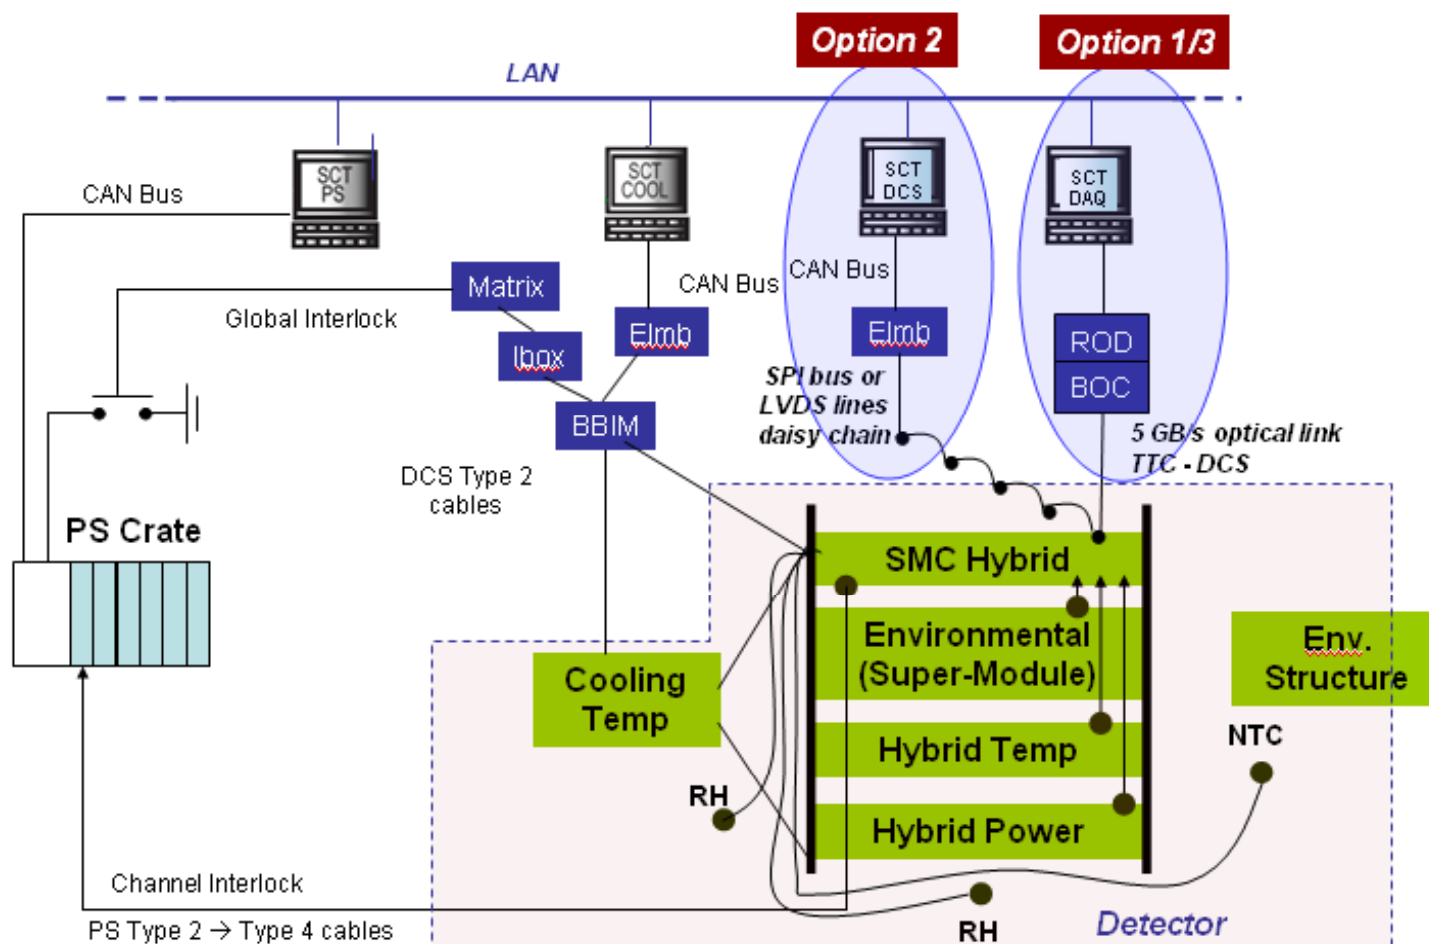 Option 2
Option 1/3
LAN
SCT
PS
SCT
COOL
SCT
DCS
SCT
DAQ
CAN Bus
CAN Bus
CAN Bus
Matrix
Global Interlock
Ibox
Elmb
Elmb
ROD
BOC
SPI bus or
LVDS lines
daisy chain
BBIM
5 GB/s optical link
TTC - DCS
DCS Type 2
cables
PS Crate
SMC Hybrid
Environmental
(Super-Module)
Env.
Structure
Cooling
Temp
Hybrid Temp
NTC
RH
Hybrid Power
Channel Interlock
RH
Detector
PS Type 2 → Type 4 cables